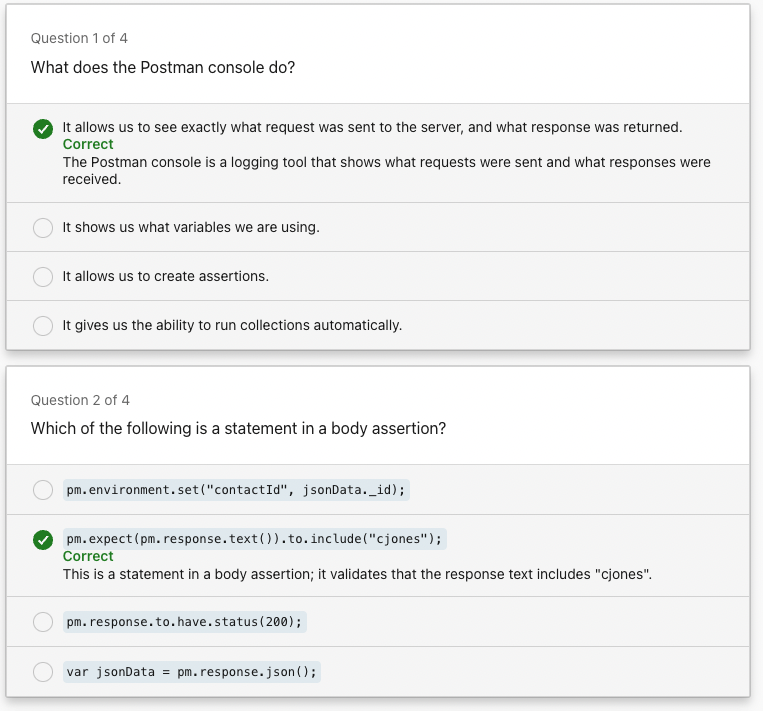 Question 1 of 4
What does the Postman console do?
It allows us to see exactly what request was sent to the server, and what response was returned.
Correct
The Postman console is a logging tool that shows what requests were sent and what responses were
received.
It shows us what variables we are using.
It allows us to create assertions.
It gives us the ability to run collections automatically.
Question 2 of 4
Which of the following is a statement in a body assertion?
pm.environment.set("contactId", jsonData._id);
pm.expect(pm.response.text()).to.include("cjones");
Correct
This is a statement in a body assertion; it validates that the response text includes "cjones".
pm.response.to.have.status(200);
var jsonData = pm.response.json();